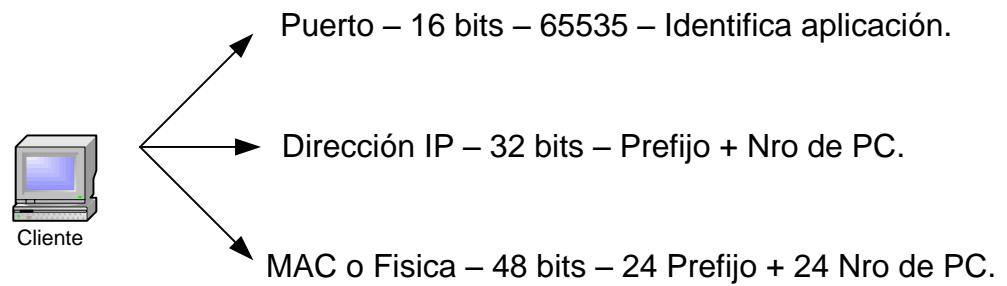 Puerto – 16 bits – 65535 – Identifica aplicación.
Dirección IP – 32 bits – Prefijo + Nro de PC.
Cliente
MAC o Fisica – 48 bits – 24 Prefijo + 24 Nro de PC.